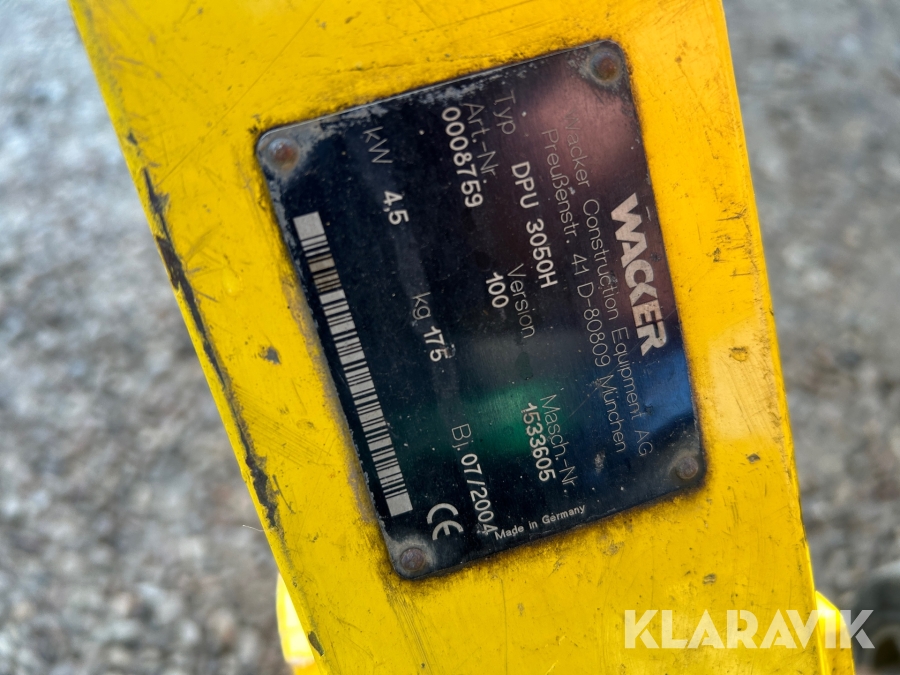 WACKER
Wacker Construction Equipment AG
Preußenstr. 41 D-80809 München
Typ DPU 3050H
Masch.-Nr. 1533605
Art.-Nr. 0008759
Version 100
kW 4,5
kg 175
Bj. 07/2004
CE
Made in Germany
KLARAVIK